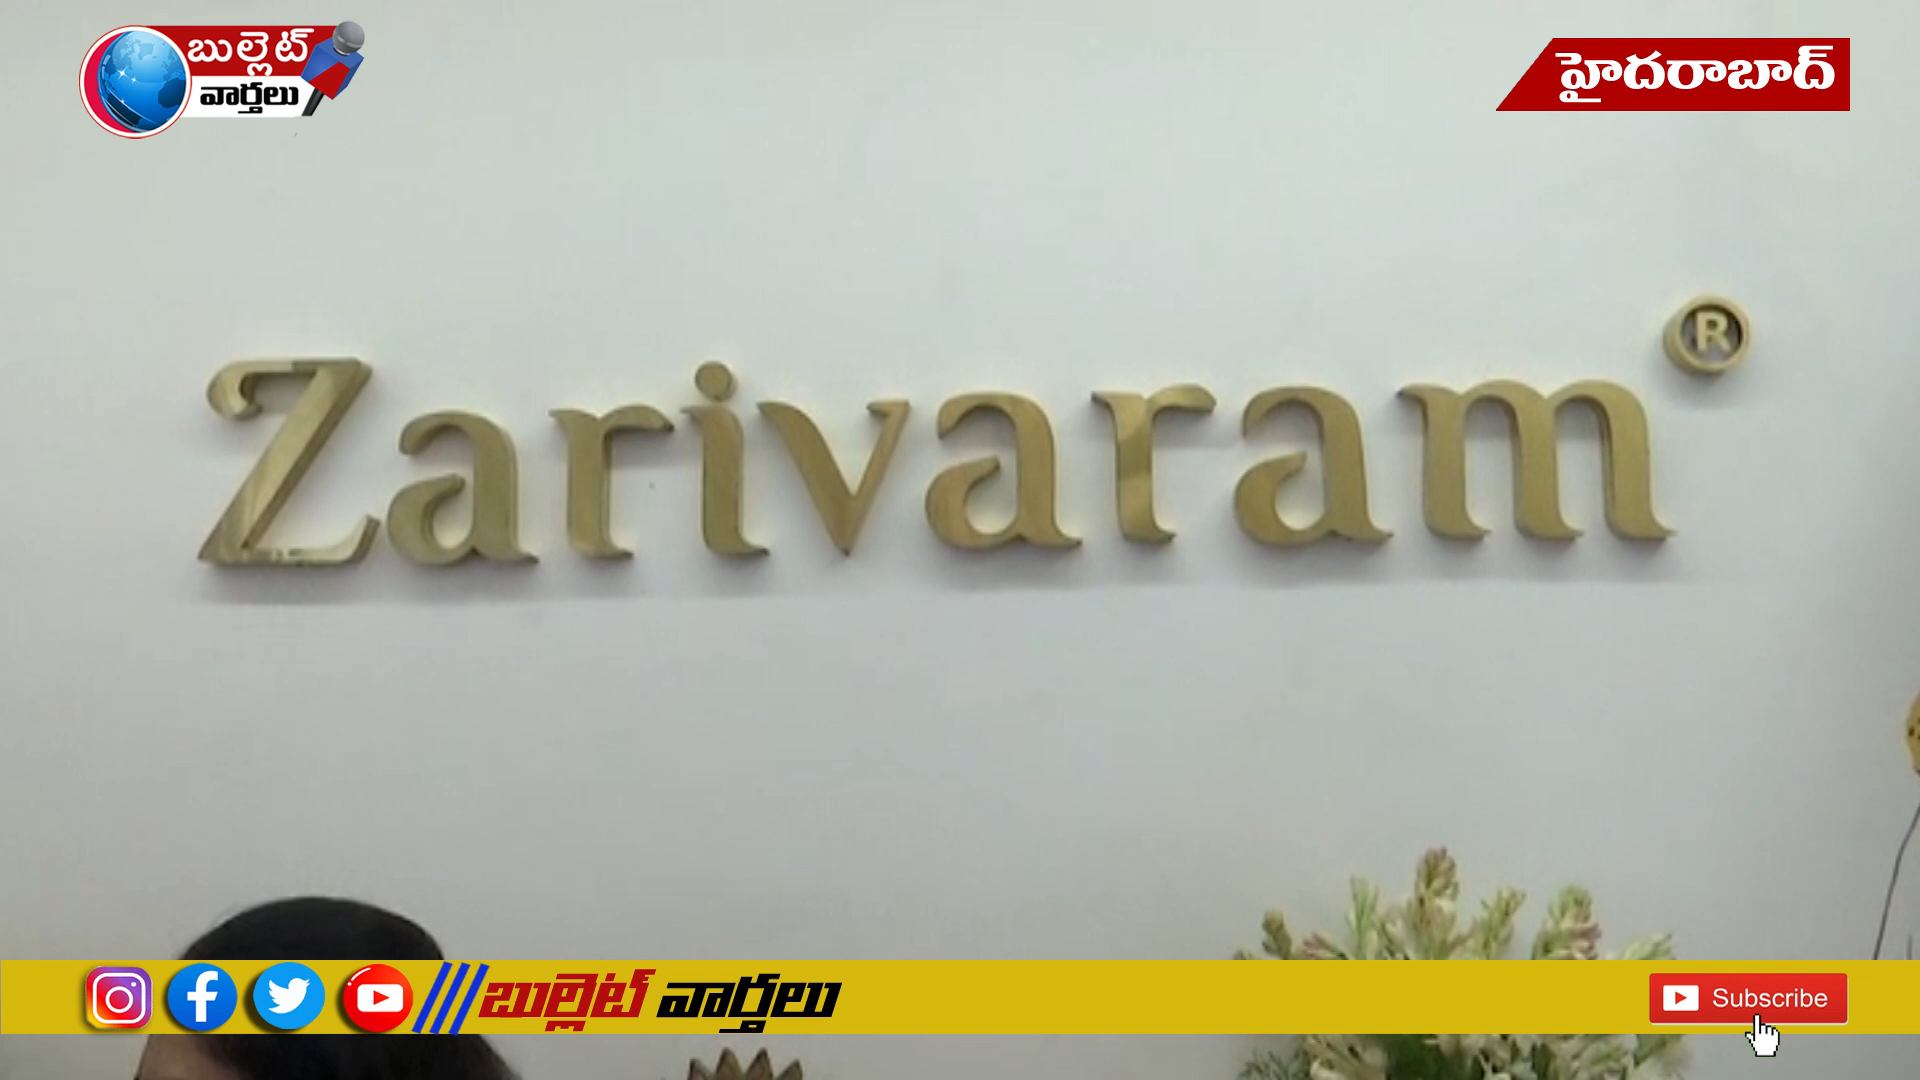 బుల్లెట్
వార్తలు
హైదరాబాద్
Zarivaram®
బుల్లెట్ వార్తలు
Subscribe